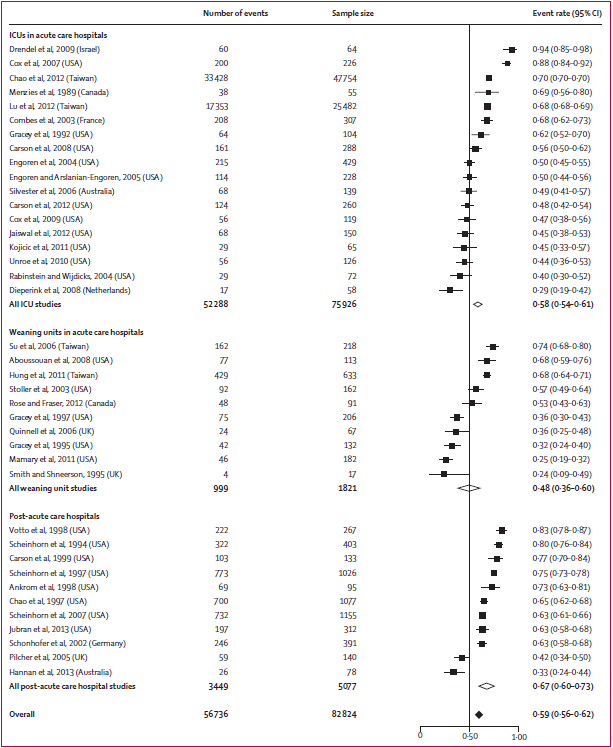 Number of events Sample size Event rate (95% CI)
ICUs in acute care hospitals
Drendel et al, 2009 (Israel) 60 64 0·94 (0·85–0·98)
Cox et al, 2007 (USA) 200 226 0·88 (0·84–0·92)
Chao et al, 2012 (Taiwan) 33 428 47 754 0·70 (0·70–0·70)
Menzies et al, 1989 (Canada) 38 55 0·69 (0·56–0·80)
Lu et al, 2012 (Taiwan) 17 353 25 482 0·68 (0·68–0·69)
Combes et al, 2003 (France) 208 307 0·68 (0·62–0·73)
Gracey et al, 1992 (USA) 64 104 0·62 (0·52–0·70)
Carson et al, 2008 (USA) 161 288 0·56 (0·50–0·62)
Engoren et al, 2004 (USA) 215 429 0·50 (0·45–0·55)
Engoren and Arslanian-Engoren, 2005 (USA) 114 228 0·50 (0·44–0·56)
Silvester et al, 2006 (Australia) 68 139 0·49 (0·41–0·57)
Carson et al, 2012 (USA) 124 260 0·48 (0·42–0·54)
Cox et al, 2009 (USA) 56 119 0·47 (0·38–0·56)
Jaiswal et al, 2012 (USA) 68 150 0·45 (0·38–0·53)
Kojicic et al, 2011 (USA) 29 65 0·45 (0·33–0·57)
Unroe et al, 2010 (USA) 56 126 0·44 (0·36–0·53)
Rabinstein and Wijdicks, 2004 (USA) 29 72 0·40 (0·30–0·52)
Dieperink et al, 2008 (Netherlands) 17 58 0·29 (0·19–0·42)
All ICU studies 52 288 75 926 0·58 (0·54–0·61)
Weaning units in acute care hospitals
Su et al, 2006 (Taiwan) 162 218 0·74 (0·68–0·80)
Aboussouan et al, 2008 (USA) 77 113 0·68 (0·59–0·76)
Hung et al, 2011 (Taiwan) 429 633 0·68 (0·64–0·71)
Stoller et al, 2003 (USA) 92 162 0·57 (0·49–0·64)
Rose and Fraser, 2012 (Canada) 48 91 0·53 (0·43–0·63)
Gracey et al, 1997 (USA) 75 206 0·36 (0·30–0·43)
Quinnell et al, 2006 (UK) 24 67 0·36 (0·25–0·48)
Gracey et al, 1995 (USA) 42 132 0·32 (0·24–0·40)
Mamary et al, 2011 (USA) 46 182 0·25 (0·19–0·32)
Smith and Shneerson, 1995 (UK) 4 17 0·24 (0·09–0·49)
All weaning unit studies 999 1821 0·48 (0·36–0·60)
Post-acute care hospitals
Votto et al, 1998 (USA) 222 267 0·83 (0·78–0·87)
Scheinhorn et al, 1994 (USA) 322 403 0·80 (0·76–0·84)
Carson et al, 1999 (USA) 103 133 0·77 (0·70–0·84)
Scheinhorn et al, 1997 (USA) 773 1026 0·75 (0·73–0·78)
Ankrom et al, 1998 (USA) 69 95 0·73 (0·63–0·81)
Chao et al, 1997 (USA) 700 1077 0·65 (0·62–0·68)
Scheinhorn et al, 2007 (USA) 732 1155 0·63 (0·61–0·66)
Jubran et al, 2013 (USA) 197 312 0·63 (0·58–0·68)
Schonhofer et al, 2002 (Germany) 246 391 0·63 (0·58–0·68)
Pilcher et al, 2005 (UK) 59 140 0·42 (0·34–0·50)
Hannan et al, 2013 (Australia) 26 78 0·33 (0·24–0·44)
All post-acute care hospital studies 3449 5077 0·67 (0·60–0·73)
Overall 56 736 82 824 0·59 (0·56–0·62)
0 0·50 1·00